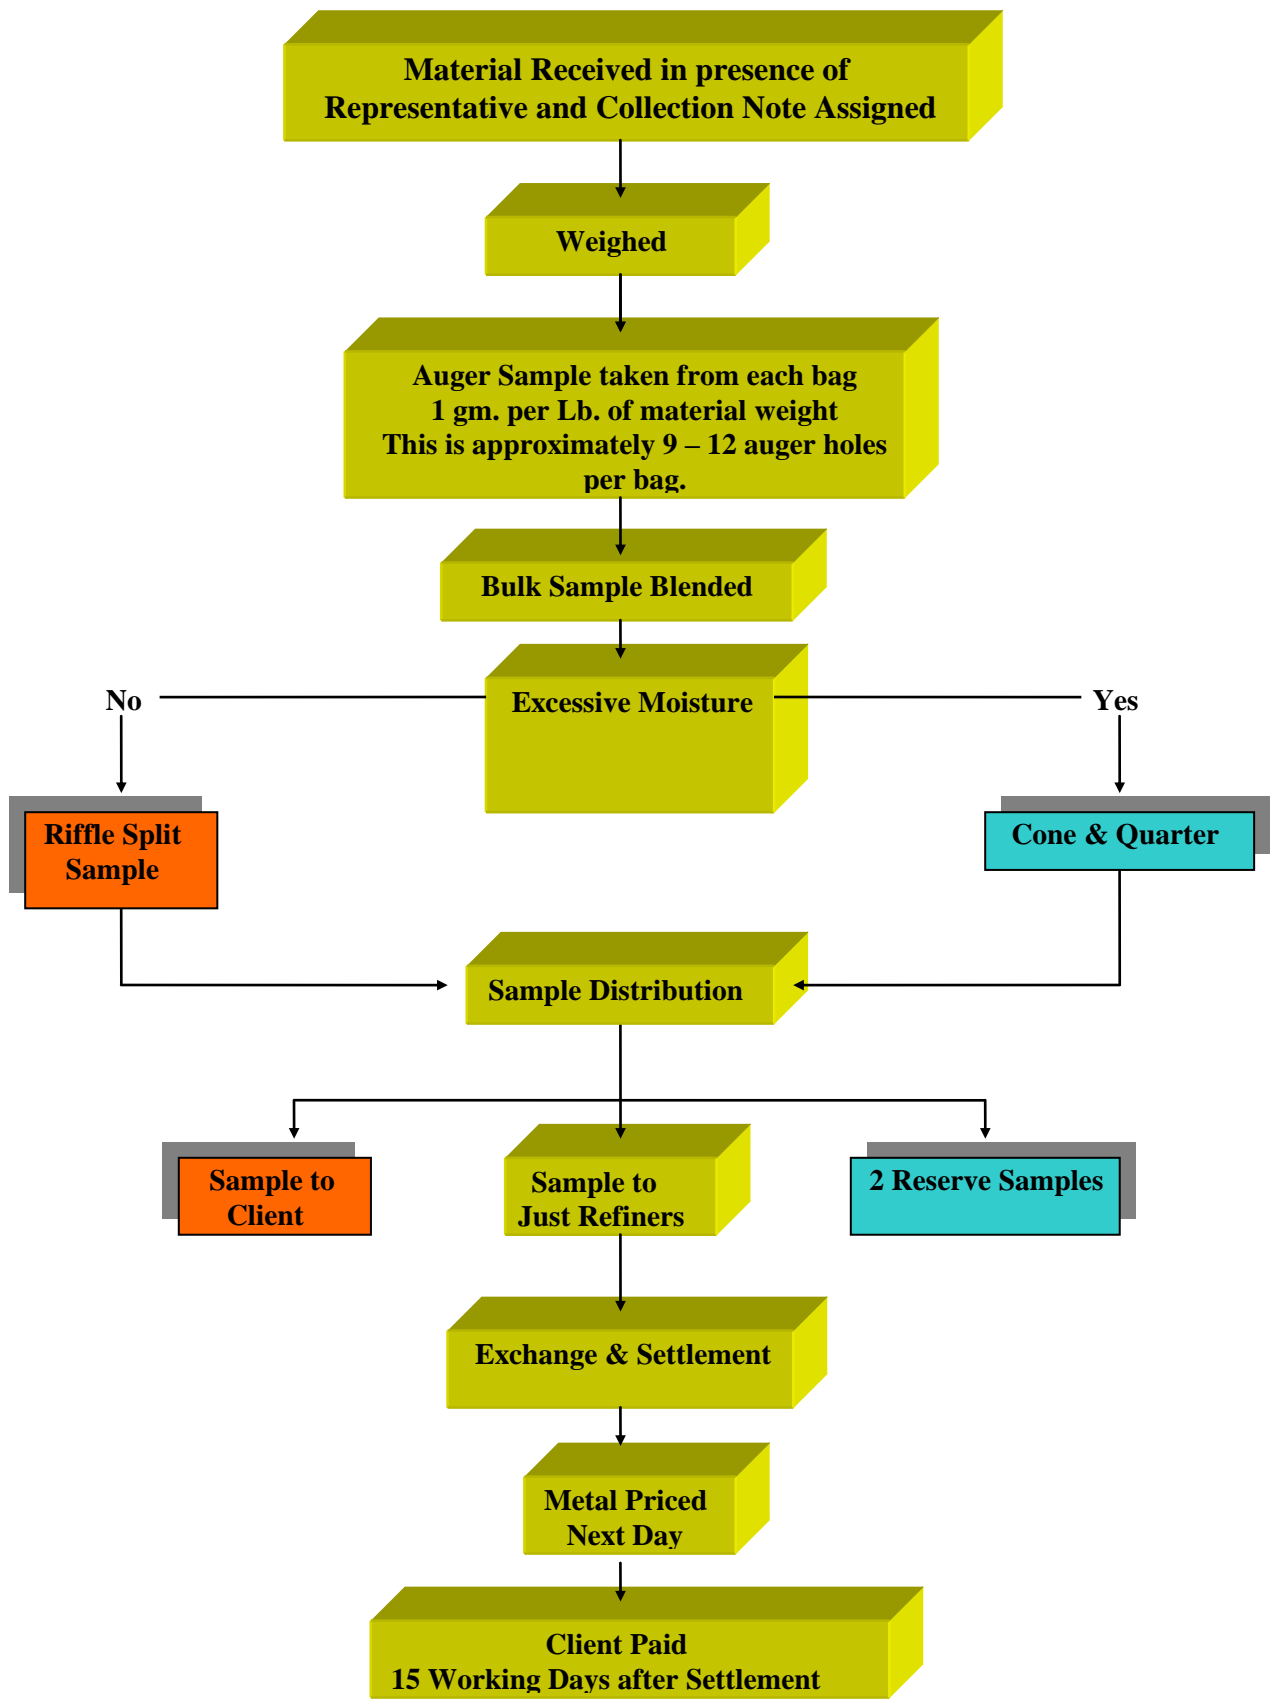 Material Received in presence of
Representative and Collection Note Assigned
Weighed
Auger Sample taken from each bag
1 gm. per Lb. of material weight
This is approximately 9 – 12 auger holes
per bag.
Bulk Sample Blended
No
Excessive Moisture
Yes
Riffle Split
Sample
Cone & Quarter
Sample Distribution
Sample to
Client
Sample to
Just Refiners
2 Reserve Samples
Exchange & Settlement
Metal Priced
Next Day
Client Paid
15 Working Days after Settlement